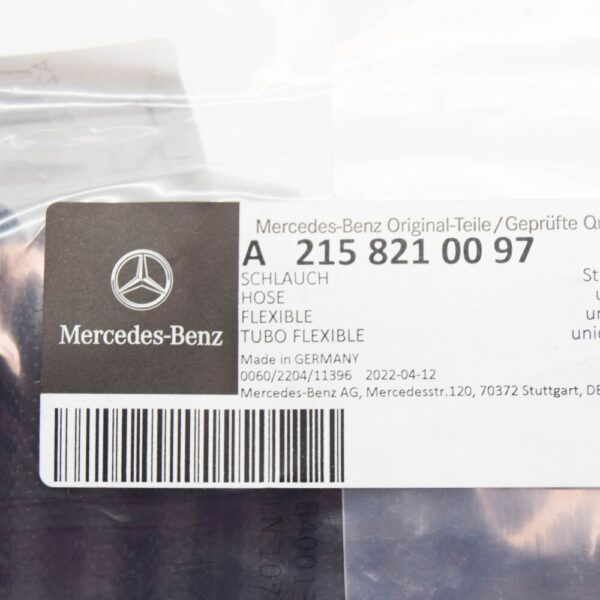 Mercedes-Benz Original-Teile/Geprüfte
A 215 821 00 97
SCHLAUCH
HOSE
FLEXIBLE
TUBO FLEXIBLE
Mercedes-Benz
Made in GERMANY
0060/2204/11396 2022-04-12
Mercedes-Benz AG, Mercedesstr.120, 70372 Stuttgart, DE